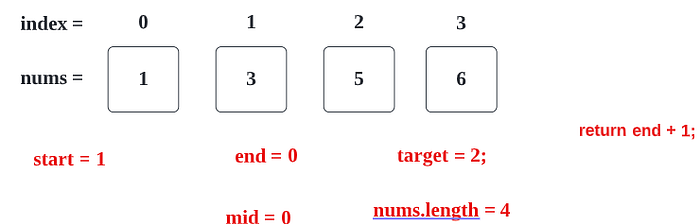 index = 0 1 2 3
nums = 1 3 5 6
return end + 1;
start = 1 end = 0 target = 2;
mid = 0 nums.length = 4